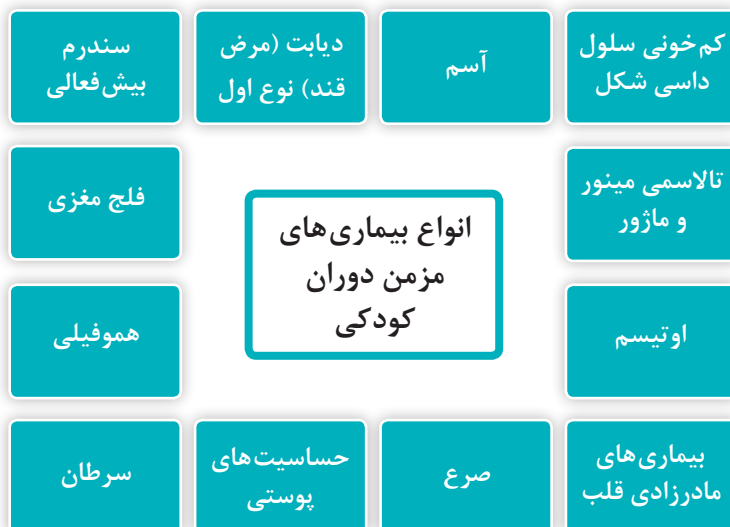 کم‌خونی سلول
داسی شکل
آسم
دیابت (مرض
قند) نوع اول
سندرم
بیش‌فعالی
تالاسمی مینور
و ماژور
انواع بیماری‌های
مزمن دوران
کودکی
فلج مغزی
اوتیسم
هموفیلی
بیماری‌های
مادرزادی قلب
صرع
حساسیت‌های
پوستی
سرطان